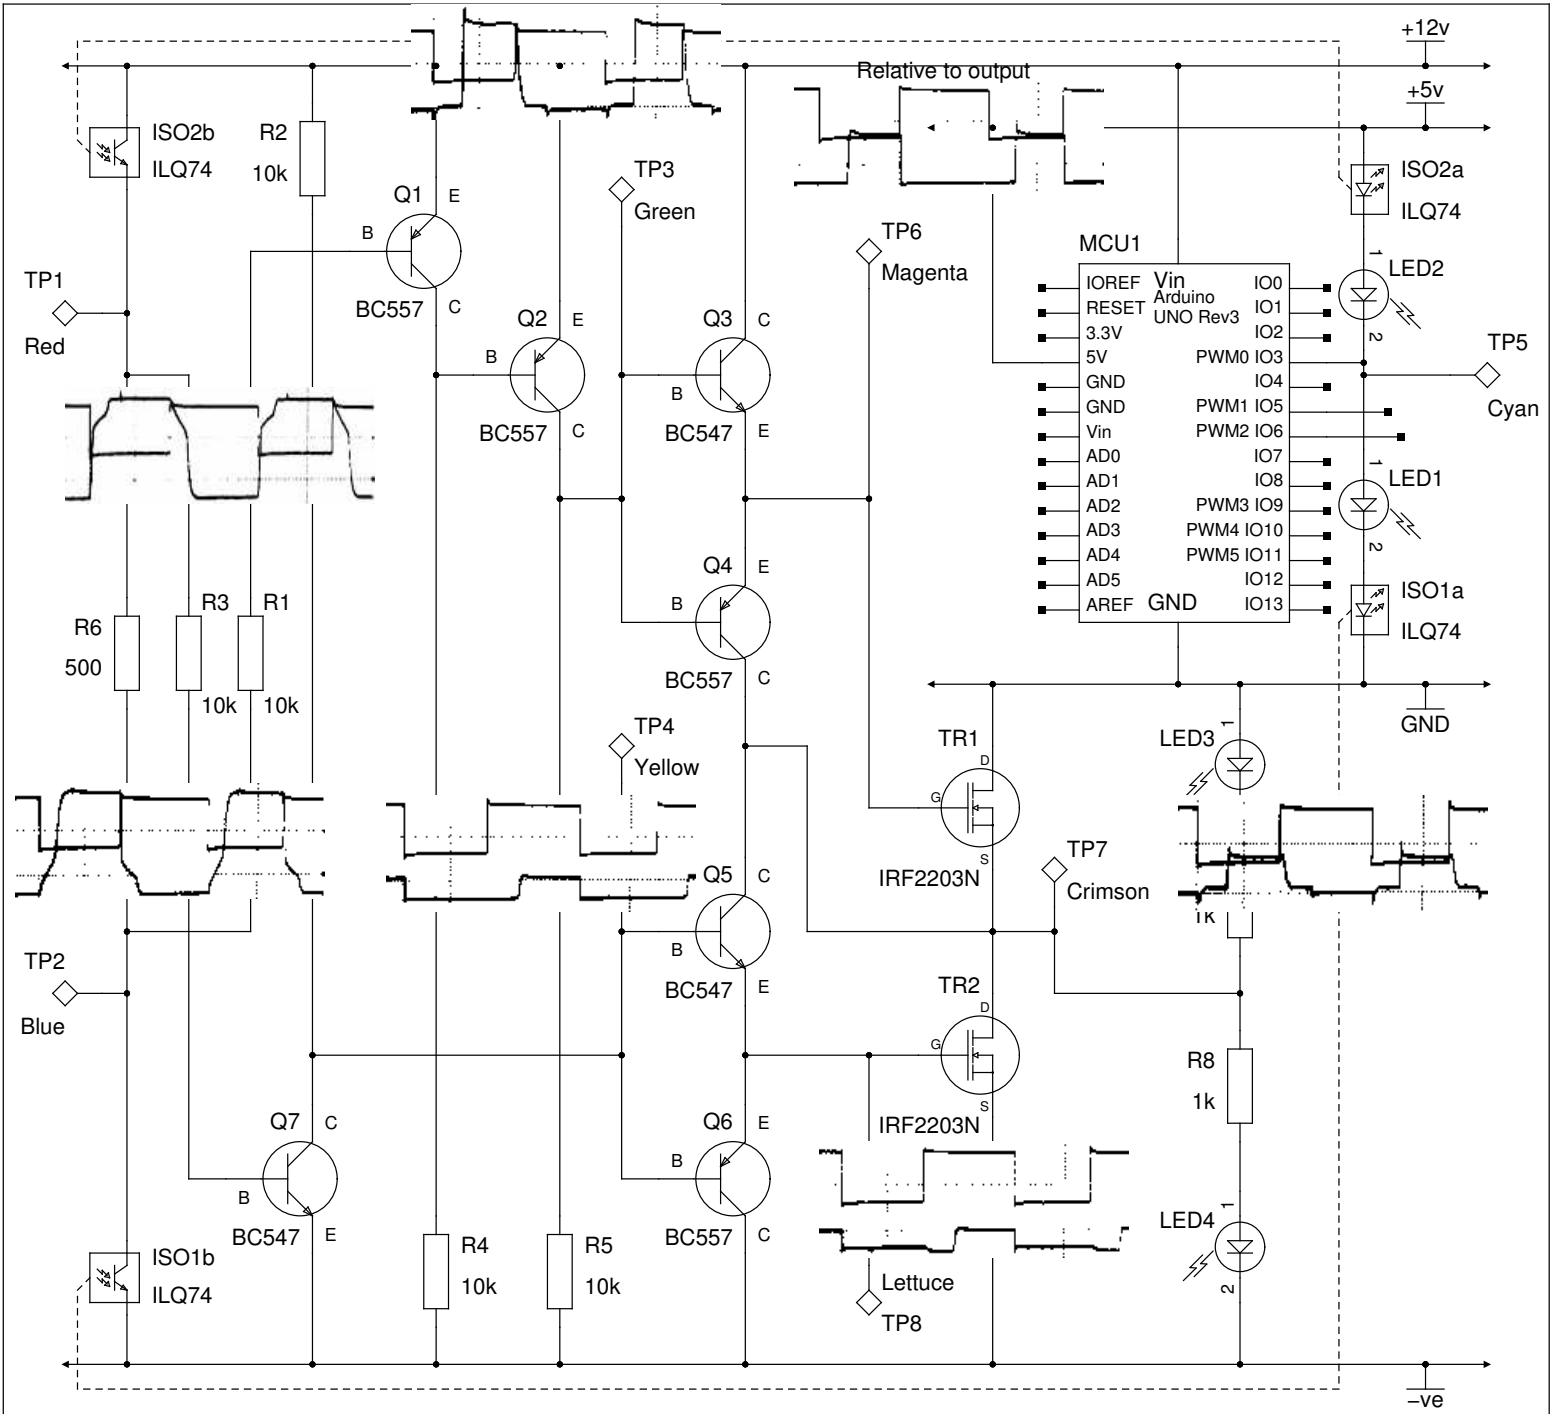 +12v
Relative to output
+5v
ISO2b
ILQ74
R2
10k
TP3
Green
ISO2a
ILQ74
Q1
E
B
C
BC557
TP6
Magenta
MCU1
TP1
Red
IOREF
Vin
IO0
RESET
Arduino
UNO Rev3
IO1
3.3V
IO2
5V
PWM0 IO3
GND
IO4
GND
PWM1 IO5
Vin
PWM2 IO6
AD0
IO7
AD1
IO8
AD2
PWM3 IO9
AD3
PWM4 IO10
AD4
PWM5 IO11
AD5
IO12
AREF
GND
IO13
1
LED2
2
TP5
Cyan
Q2
E
B
BC557
C
Q3
C
B
BC547
E
1
LED1
2
Q4
E
B
BC557
C
ISO1a
ILQ74
R6
500
R3
10k
R1
10k
GND
TP4
Yellow
TR1
D
G
S
IRF2203N
LED3
1
TP7
Crimson
Q5
C
B
BC547
E
1k
TP2
Blue
TR2
D
G
S
IRF2203N
R8
1k
Q7
C
B
BC547
E
Q6
E
B
BC557
C
LED4
1
2
ISO1b
ILQ74
R4
10k
R5
10k
Lettuce
TP8
-ve